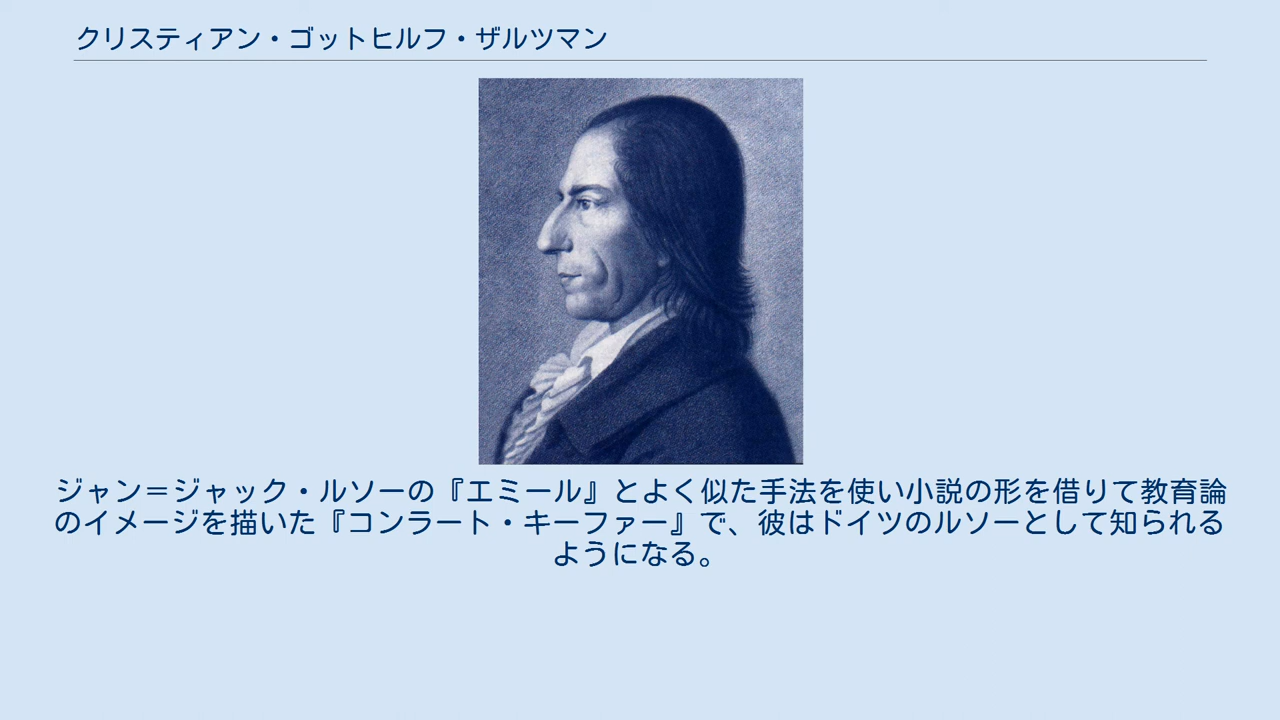 クリスティアン・ゴットヒルフ・ザルツマン
ジャン＝ジャック・ルソーの『エミール』とよく似た手法を使い小説の形を借りて教育論
のイメージを描いた『コンラート・キーファー』で、彼はドイツのルソーとして知られる
ようになる。